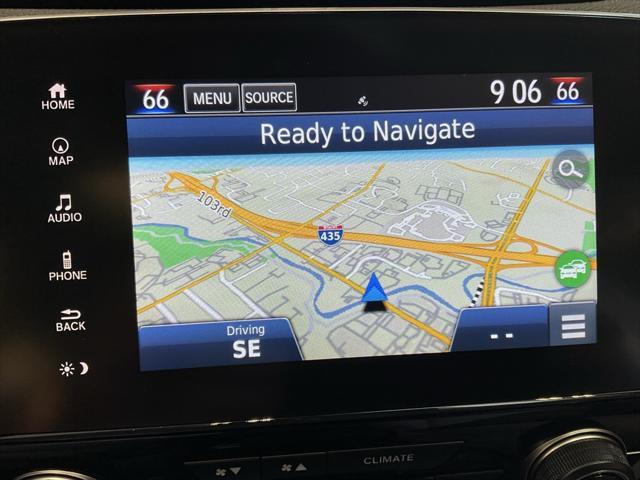 HOME
MAP
AUDIO
PHONE
BACK
66 MENU SOURCE 9 06 66
Ready to Navigate
103rd
435
Driving
SE
- -
CLIMATE